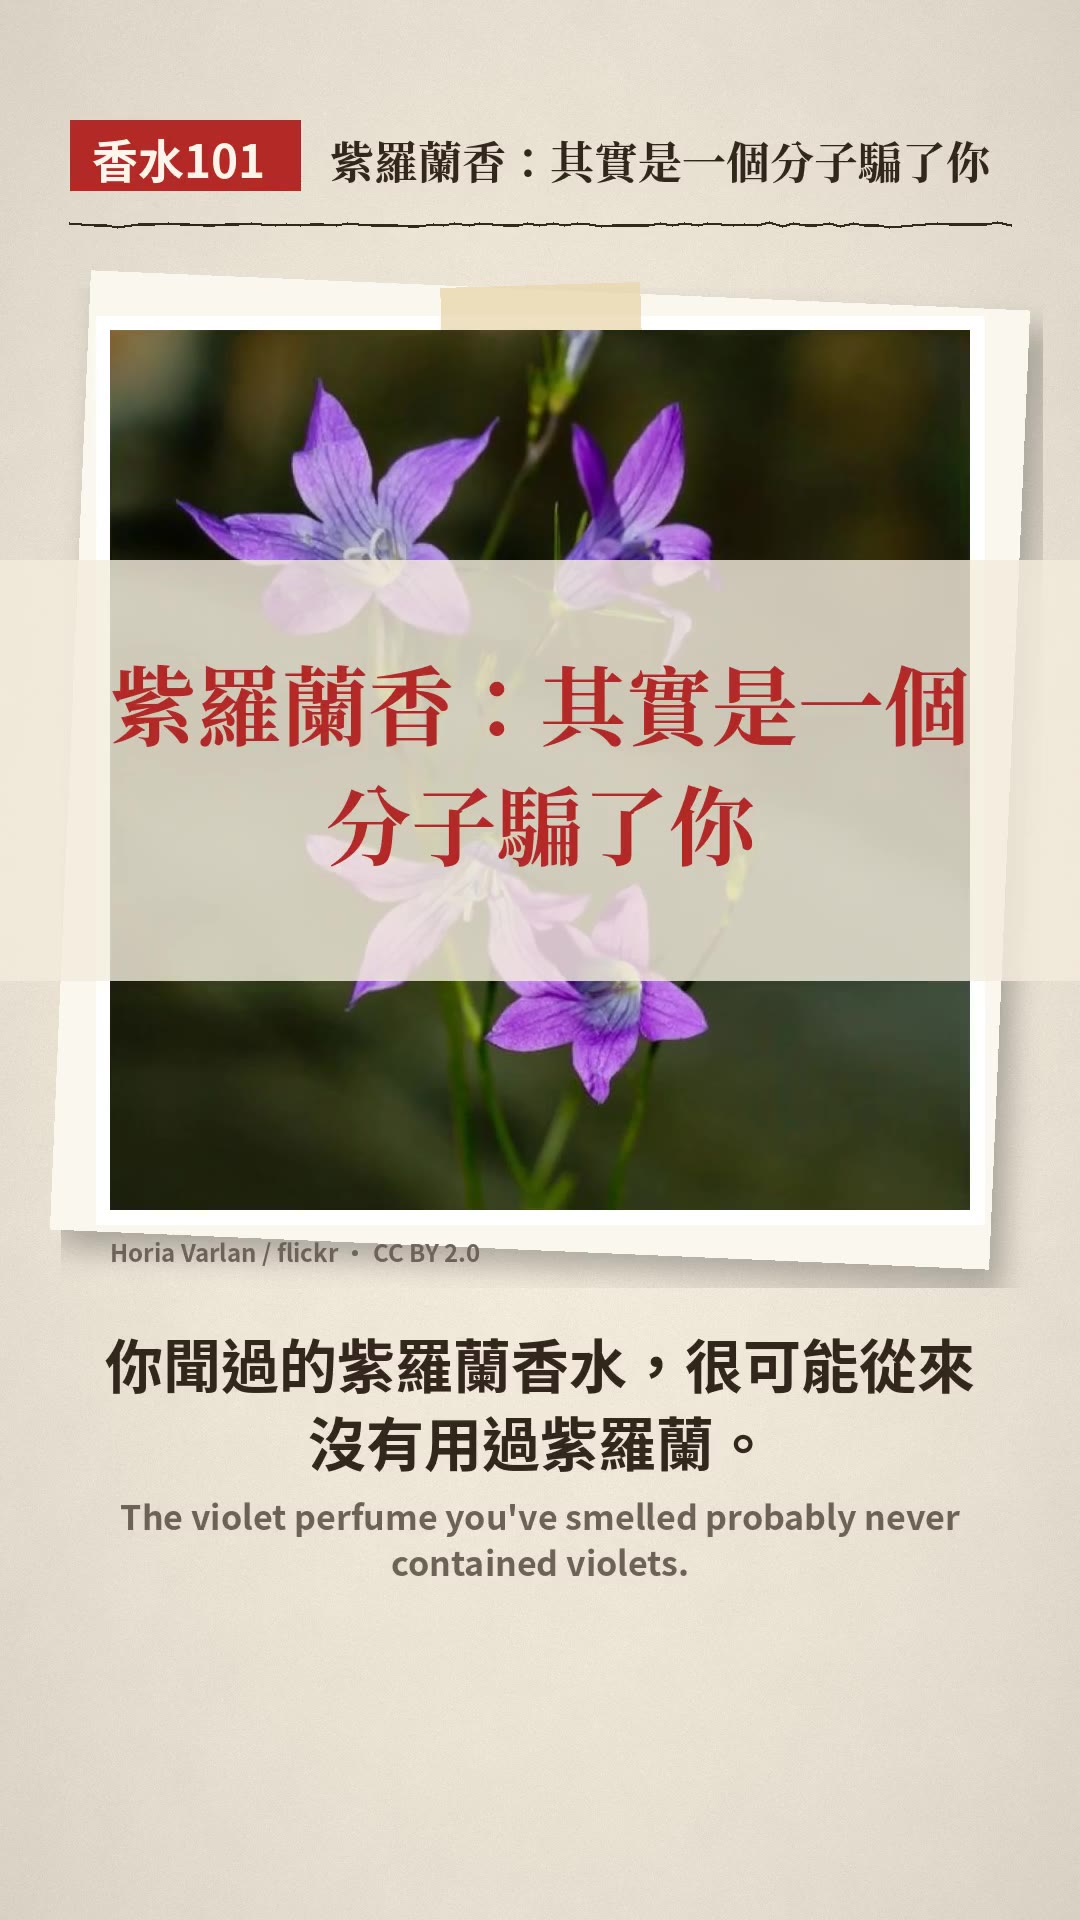 香水101
紫羅蘭香：其實是一個分子騙了你
紫羅蘭香：其實是一個
分子騙了你
Horia Varlan / flickr · CC BY 2.0
你聞過的紫羅蘭香水，很可能從來
沒有用過紫羅蘭。
The violet perfume you've smelled probably never
contained violets.